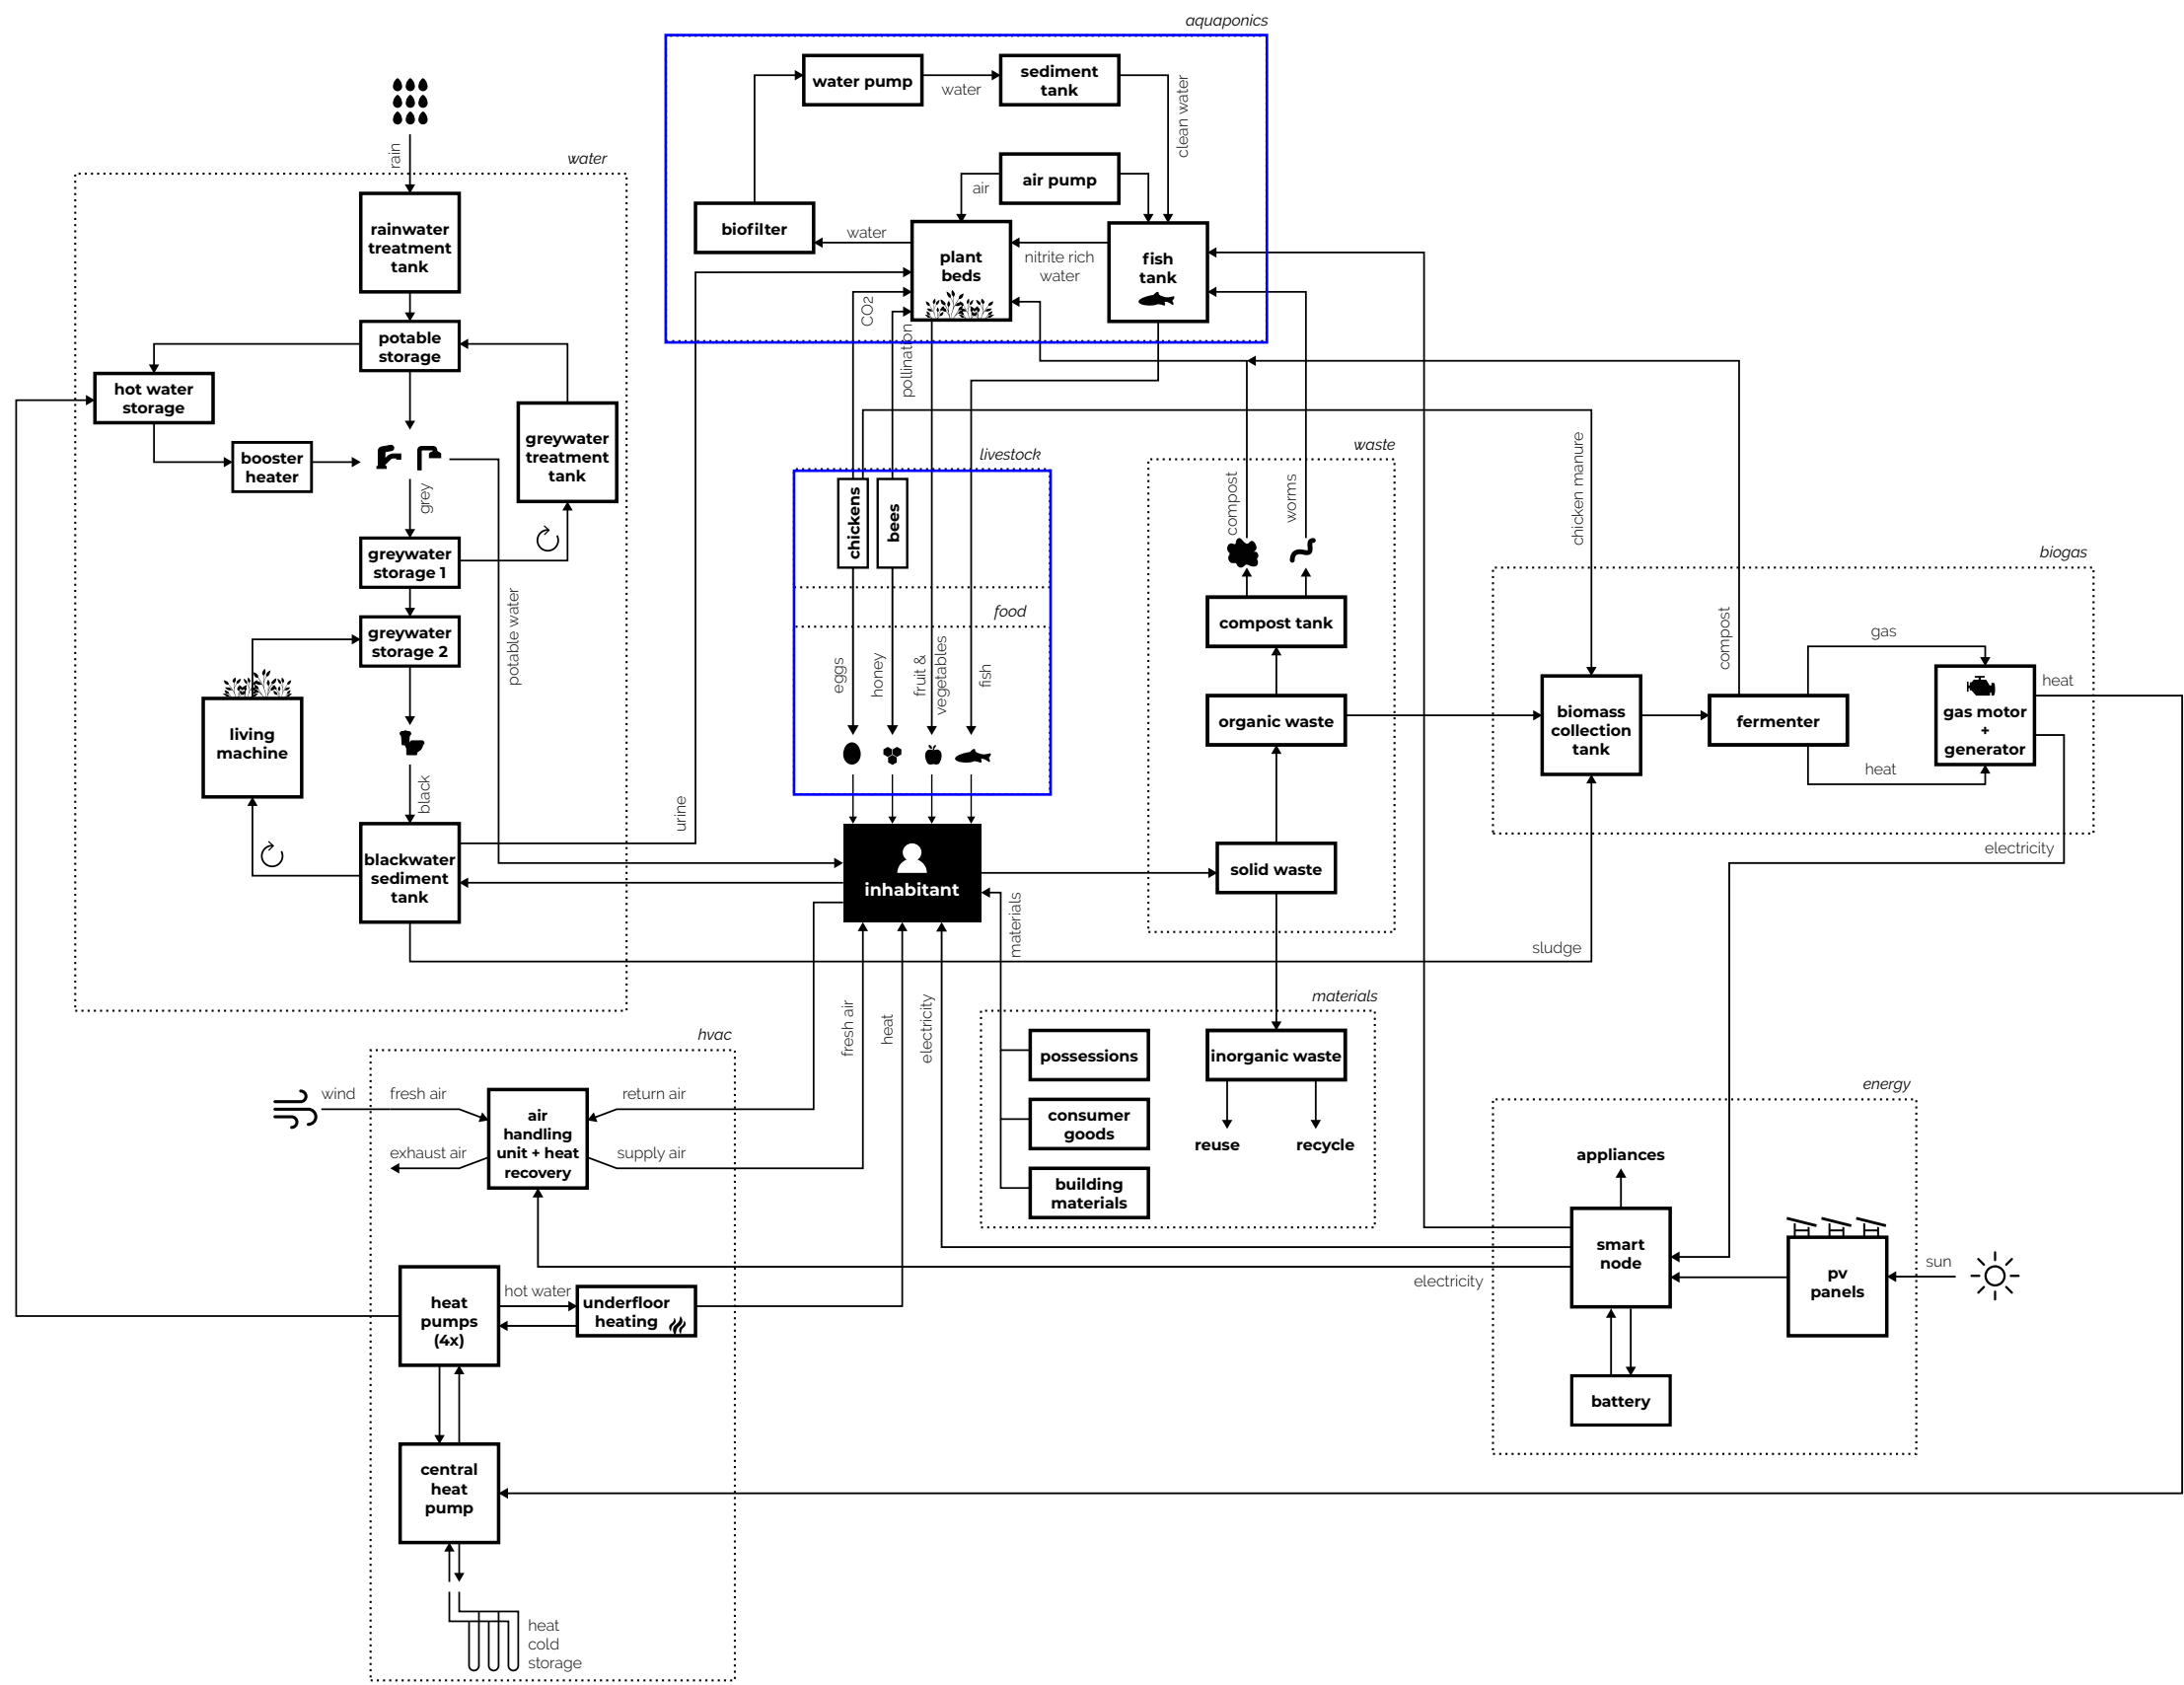 aquaponics
water pump
water
sediment
tank
clean water
air pump
air
biofilter
water
plant
beds
nitrite rich
water
fish
tank
CO2
pollination
rain
water
rainwater
treatment
tank
potable
storage
hot water
storage
booster
heater
greywater
treatment
tank
grey
greywater
storage 1
greywater
storage 2
potable water
living
machine
black
blackwater
sediment
tank
urine
livestock
chickens
bees
food
eggs
honey
fruit &
vegetables
fish
inhabitant
waste
compost
worms
compost tank
organic waste
solid waste
chicken manure
biogas
compost
gas
biomass
collection
tank
fermenter
gas motor
+
generator
heat
heat
electricity
sludge
materials
fresh air
heat
electricity
materials
possessions
consumer
goods
building
materials
inorganic waste
reuse
recycle
hvac
wind
fresh air
return air
air
handling
unit + heat
recovery
exhaust air
supply air
heat
pumps
(4x)
hot water
underfloor
heating
central
heat
pump
heat
cold
storage
energy
appliances
smart
node
electricity
pv
panels
sun
battery